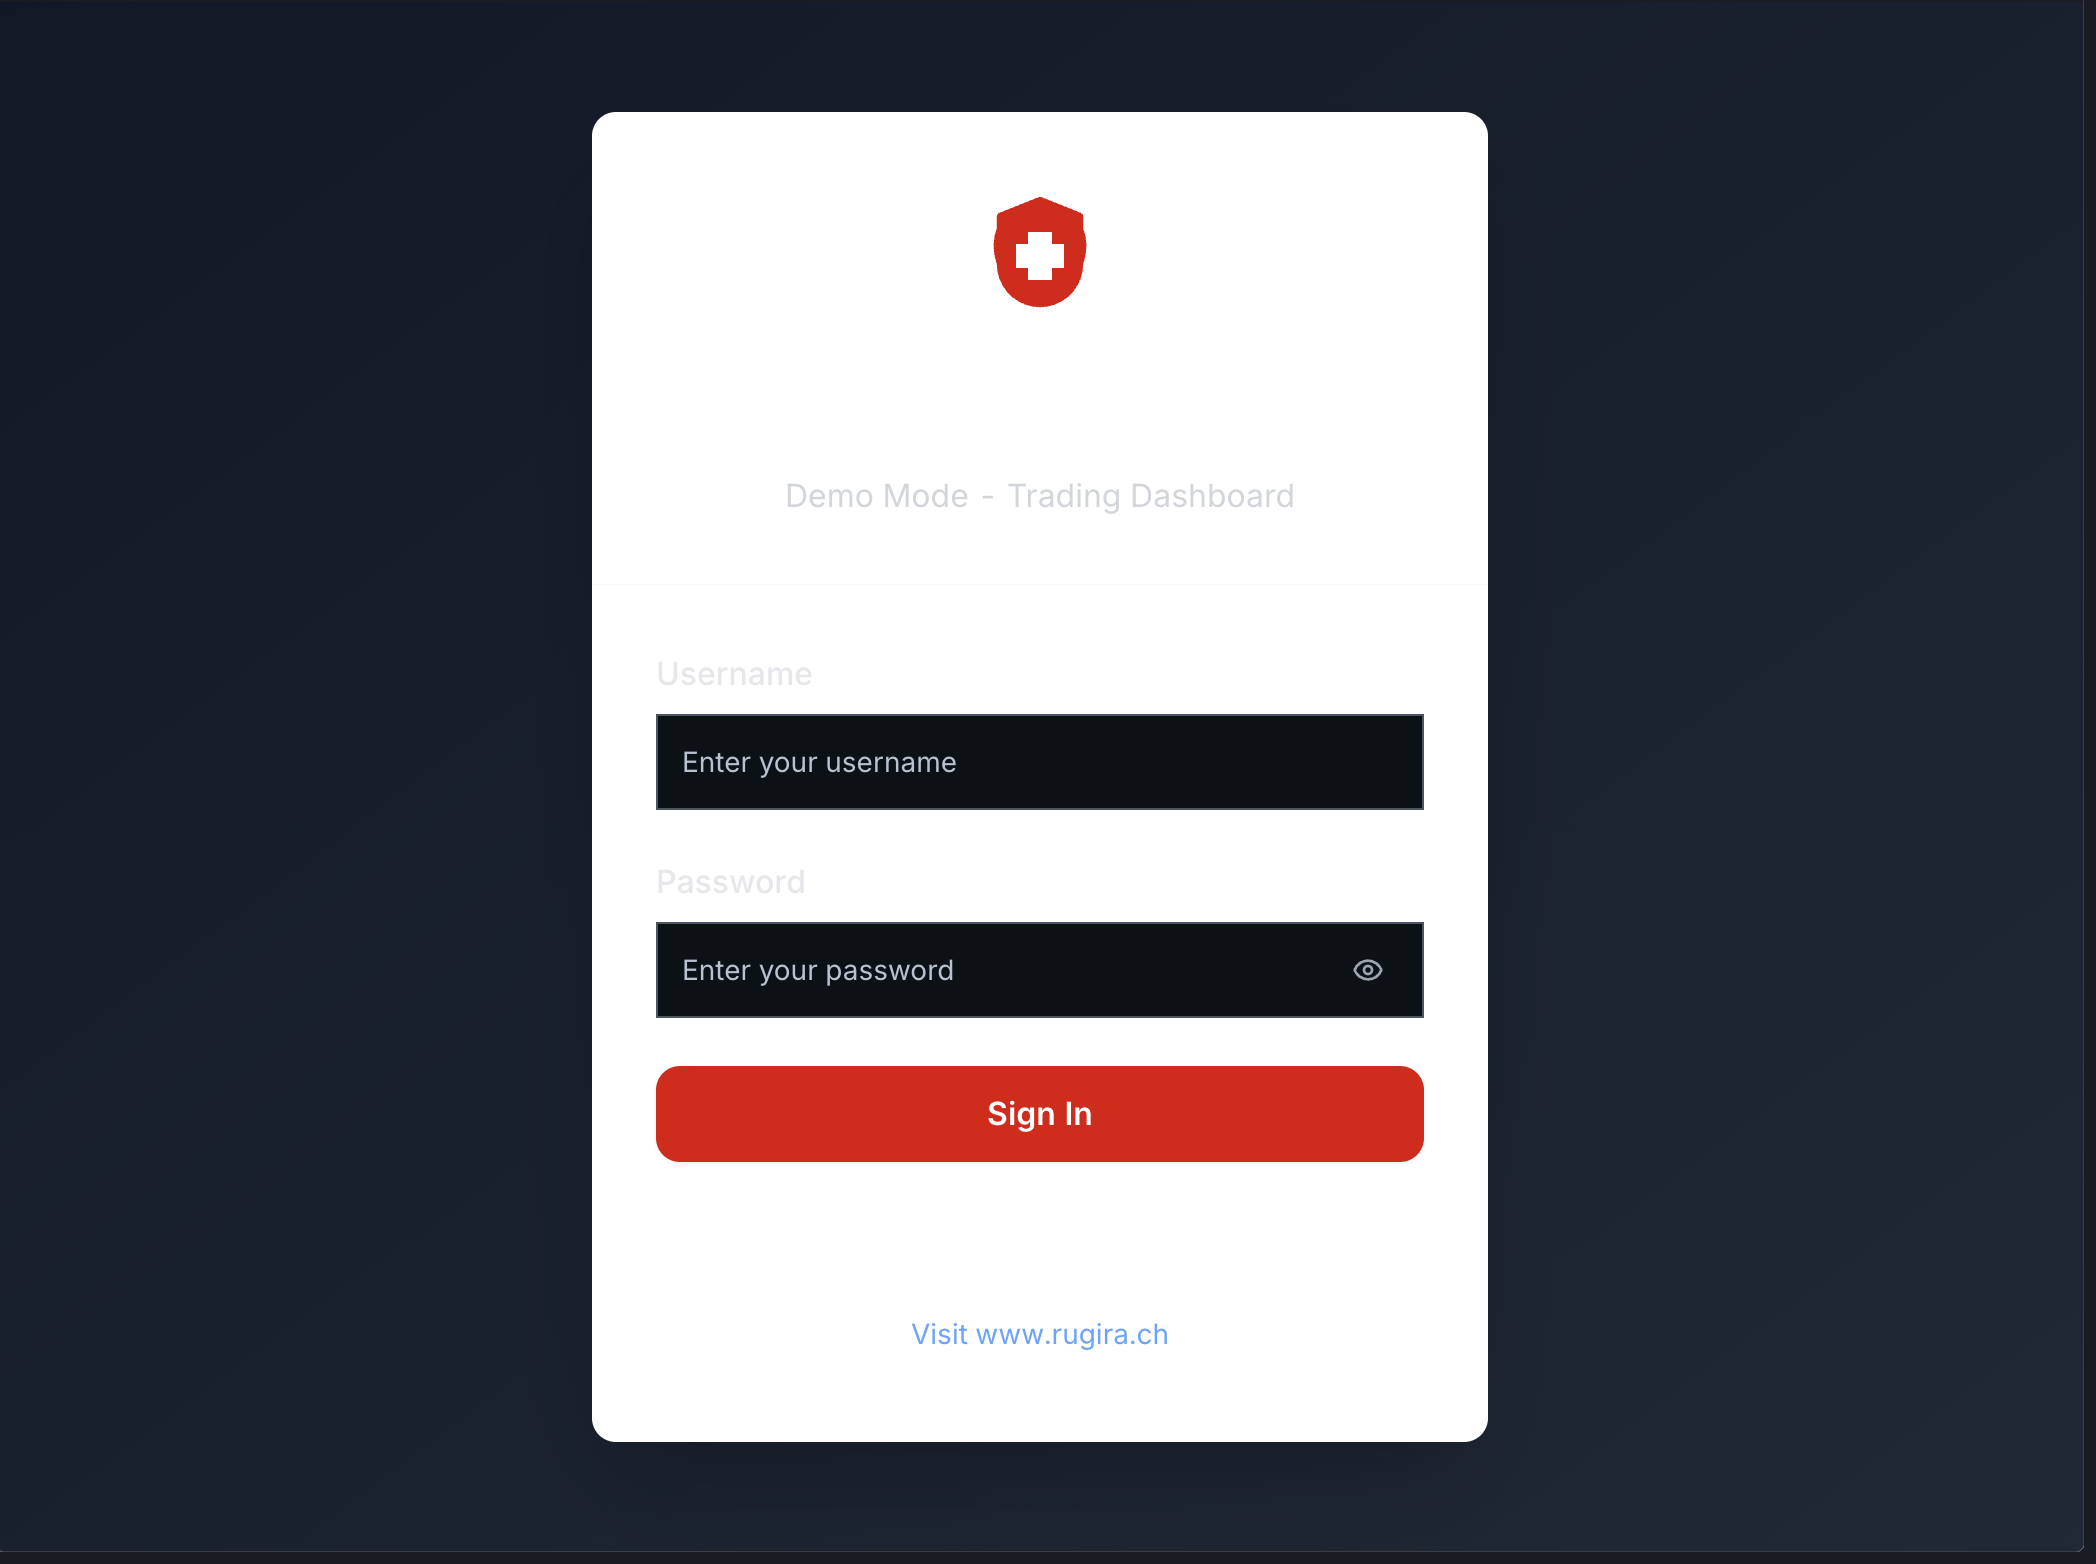 Demo Mode - Trading Dashboard
Username
Enter your username
Password
Enter your password
Sign In
Visit www.rugira.ch